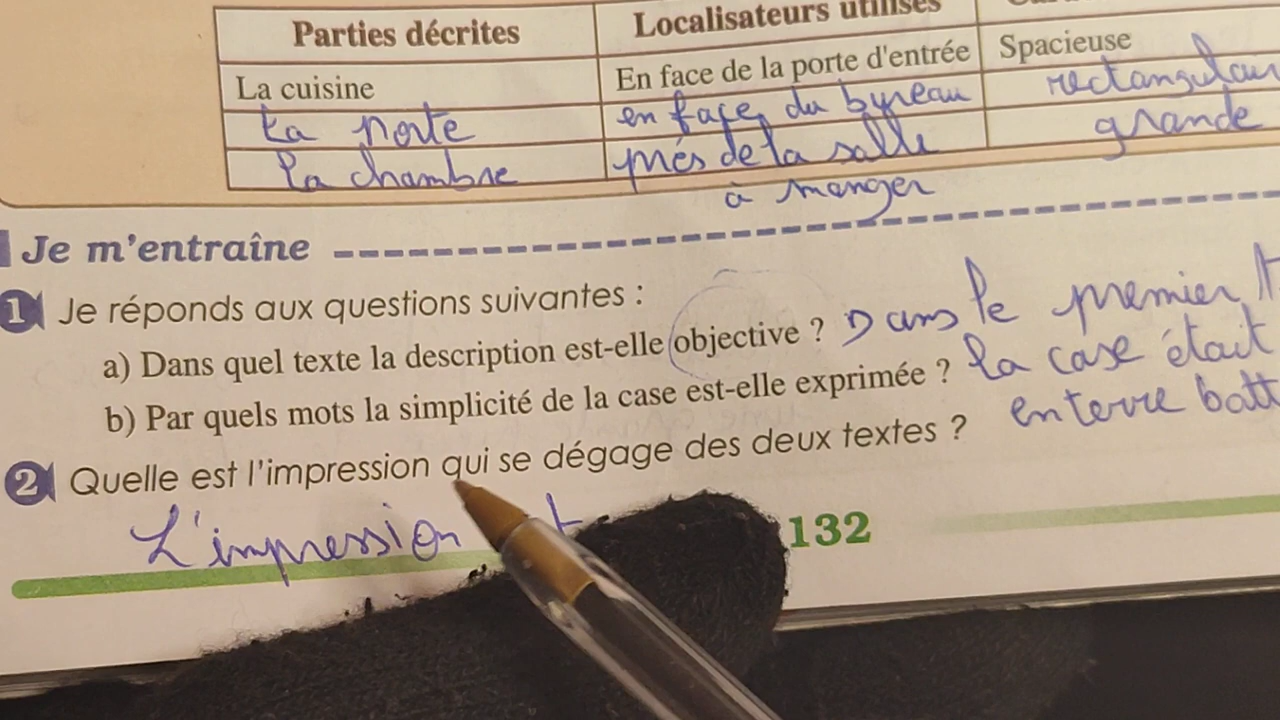 Parties décrites Localisateurs utilisés
La cuisine En face de la porte d'entrée Spacieuse
La porte en face du bureau rectangulair
la chambre près de la salle grande
à manger
Je m'entraîne
1 Je réponds aux questions suivantes :
a) Dans quel texte la description est-elle objective ? Dans le premier
b) Par quels mots la simplicité de la case est-elle exprimée ? la case était
en terre batt
2 Quelle est l'impression qui se dégage des deux textes ?
L'impression
132